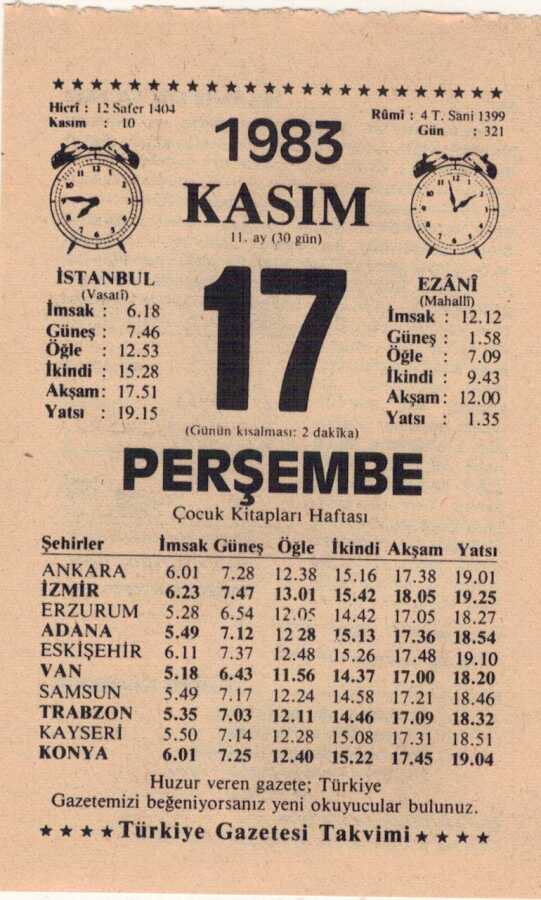 Hicrî : 12 Safer 1404
Kasım : 10
Rûmî : 4 T. Sani 1399
Gün : 321
1983
KASIM
11. ay (30 gün)
17
(Günün kısalması: 2 dakîka)
İSTANBUL
(Vasatî)
İmsak : 6.18
Güneş : 7.46
Öğle : 12.53
İkindi : 15.28
Akşam: 17.51
Yatsı : 19.15
EZÂNÎ
(Mahallî)
İmsak : 12.12
Güneş : 1.58
Öğle : 7.09
İkindi : 9.43
Akşam: 12.00
Yatsı : 1.35
PERŞEMBE
Çocuk Kitapları Haftası
Şehirler İmsak Güneş Öğle İkindi Akşam Yatsı
ANKARA 6.01 7.28 12.38 15.16 17.38 19.01
İZMİR 6.23 7.47 13.01 15.42 18.05 19.25
ERZURUM 5.28 6.54 12.05 14.42 17.05 18.27
ADANA 5.49 7.12 12 28 15.13 17.36 18.54
ESKİŞEHİR 6.11 7.37 12.48 15.26 17.48 19.10
VAN 5.18 6.43 11.56 14.37 17.00 18.20
SAMSUN 5.49 7.17 12.24 14.58 17.21 18.46
TRABZON 5.35 7.03 12.11 14.46 17.09 18.32
KAYSERİ 5.50 7.14 12.28 15.08 17.31 18.51
KONYA 6.01 7.25 12.40 15.22 17.45 19.04
Huzur veren gazete; Türkiye
Gazetemizi beğeniyorsanız yeni okuyucular bulunuz.
★★★★Türkiye Gazetesi Takvimi★★★★